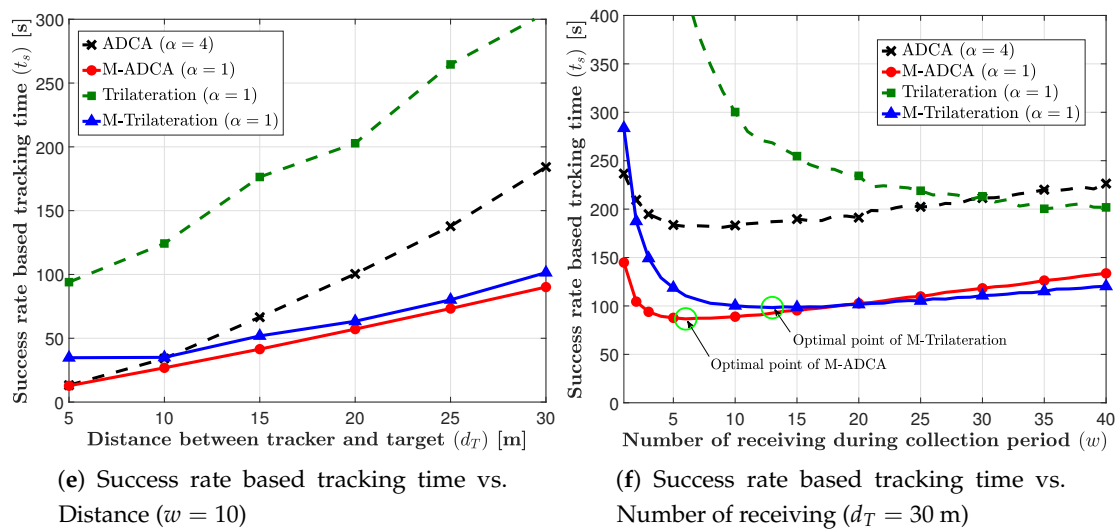 Success rate based tracking time (t_s) [s]
300
250
200
150
100
50
0
ADCA (α = 4)
M-ADCA (α = 1)
Trilateration (α = 1)
M-Trilateration (α = 1)
5 10 15 20 25 30
Distance between tracker and target (d_T) [m]
(e) Success rate based tracking time vs.
Distance (w = 10)
Success rate based trcking time (t_s) [s]
400
350
300
250
200
150
100
50
0
ADCA (α = 4)
M-ADCA (α = 1)
Trilateration (α = 1)
M-Trilateration (α = 1)
Optimal point of M-Trilateration
Optimal point of M-ADCA
5 10 15 20 25 30 35 40
Number of receiving during collection period (w)
(f) Success rate based tracking time vs.
Number of receiving (d_T = 30 m)